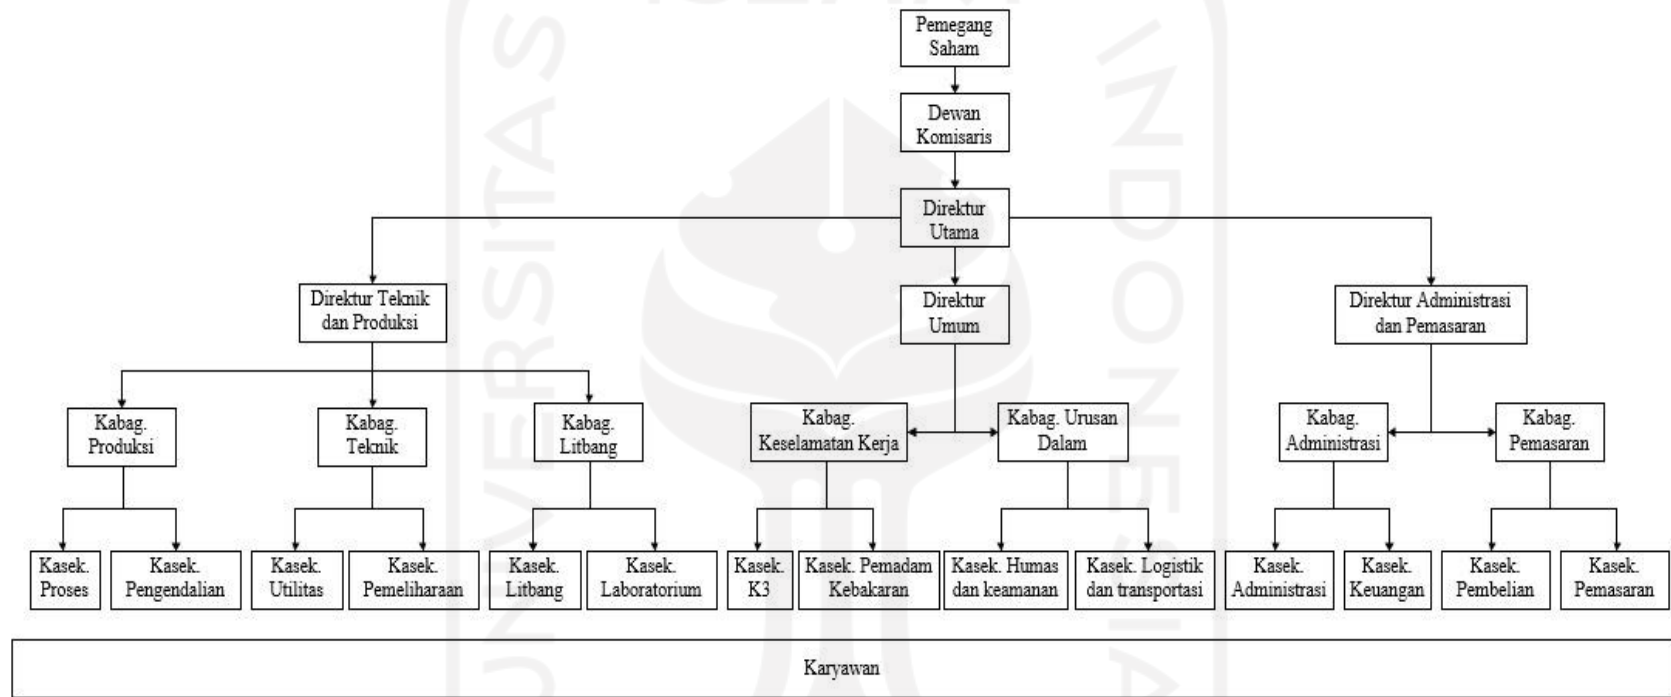 Pemegang
Saham
Dewan
Komisaris
Direktur
Utama
Direktur Teknik
dan Produksi
Direktur
Umum
Direktur Administrasi
dan Pemasaran
Kabag.
Produksi
Kabag.
Teknik
Kabag.
Litbang
Kabag.
Keselamatan Kerja
Kabag. Urusan
Dalam
Kabag.
Administrasi
Kabag.
Pemasaran
Kasek.
Proses
Kasek.
Pengendalian
Kasek.
Utilitas
Kasek.
Pemeliharaan
Kasek.
Litbang
Kasek.
Laboratorium
Kasek.
K3
Kasek. Pemadam
Kebakaran
Kasek. Humas
dan keamanan
Kasek. Logistik
dan transportasi
Kasek.
Administrasi
Kasek.
Keuangan
Kasek.
Pembelian
Kasek.
Pemasaran
Karyawan
UNIVERSITAS
INDONESIA